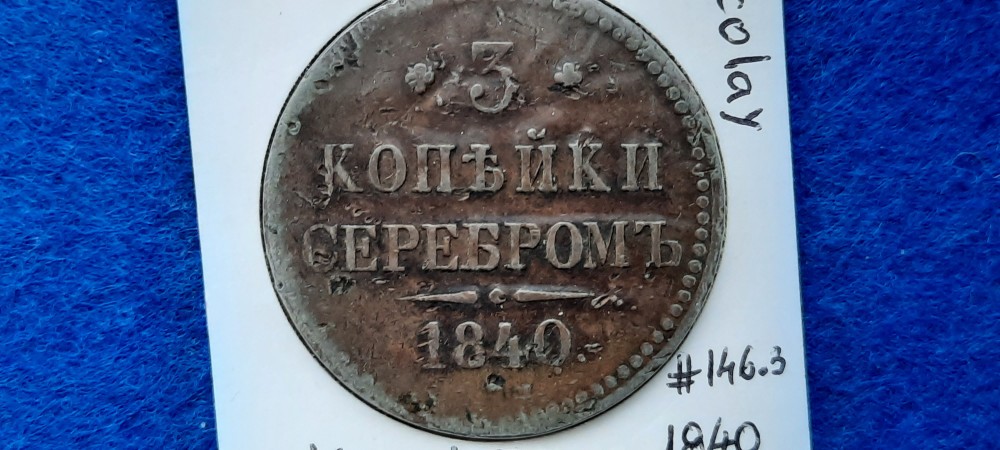 3
КОПѢЙКИ
СЕРЕБРОМЪ
1840.
colay
#146.3
1840